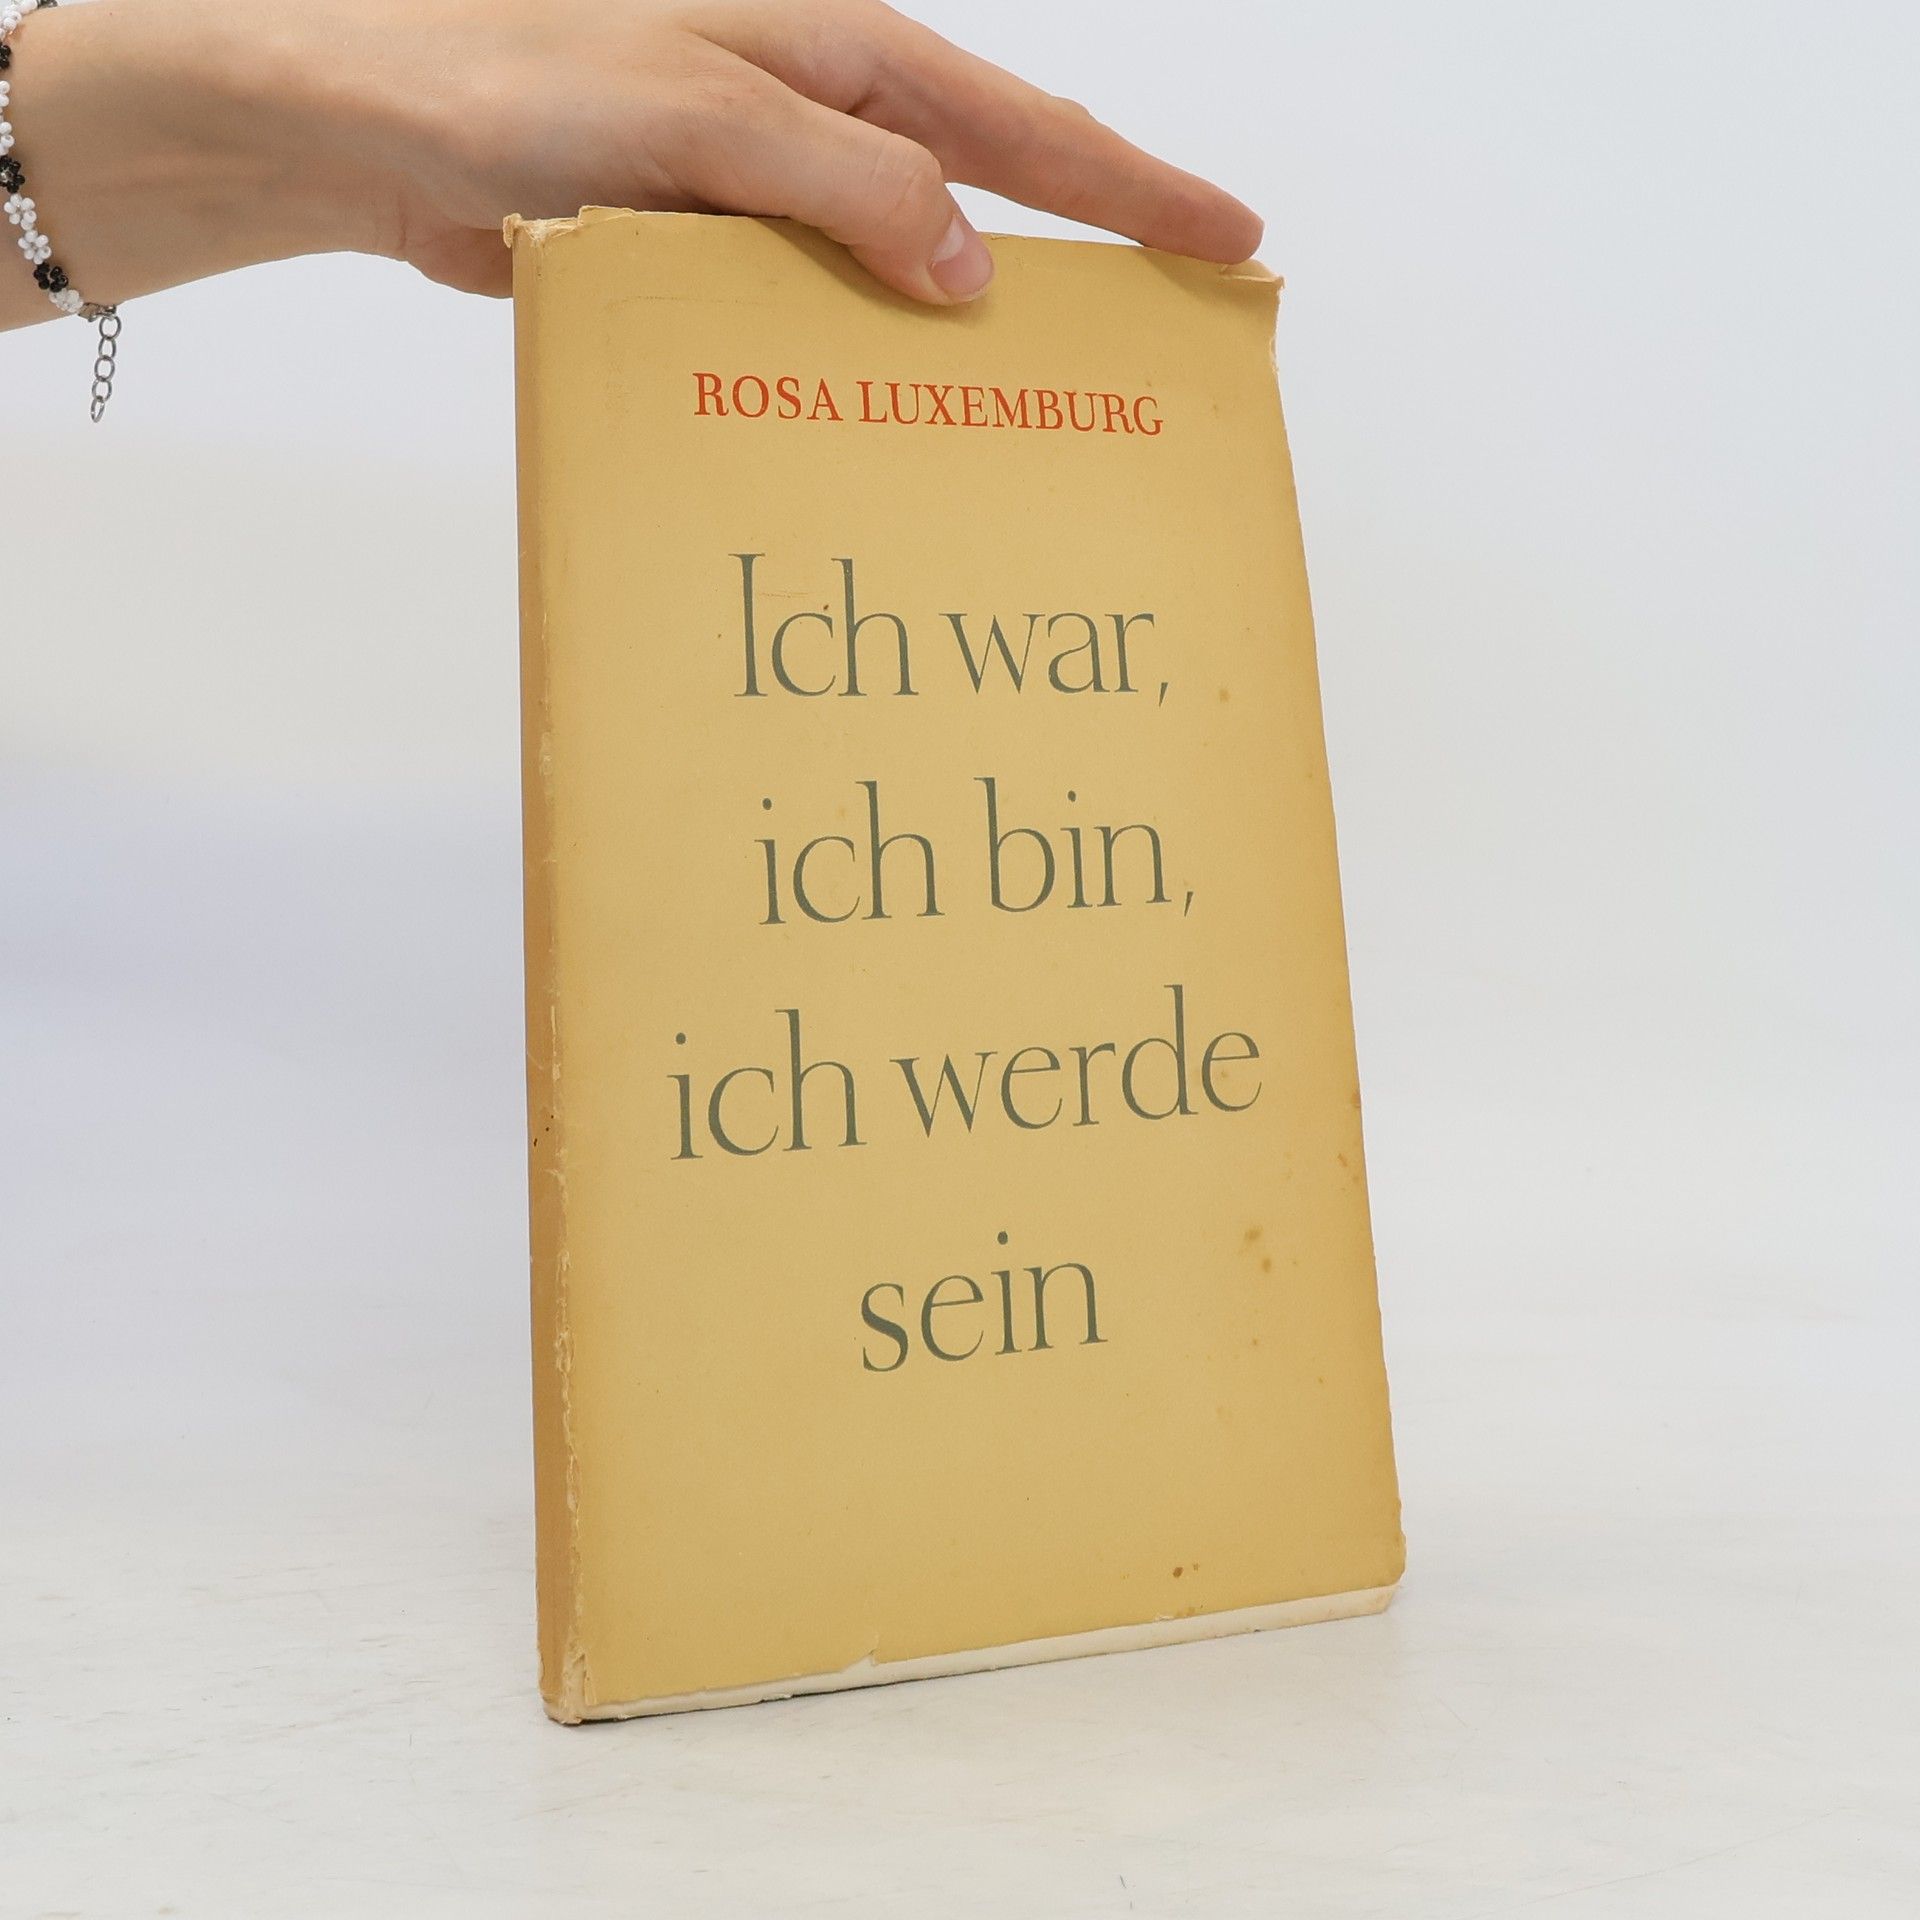 ROSA LUXEMBURG
Ich war,
ich bin,
ich werde
sein